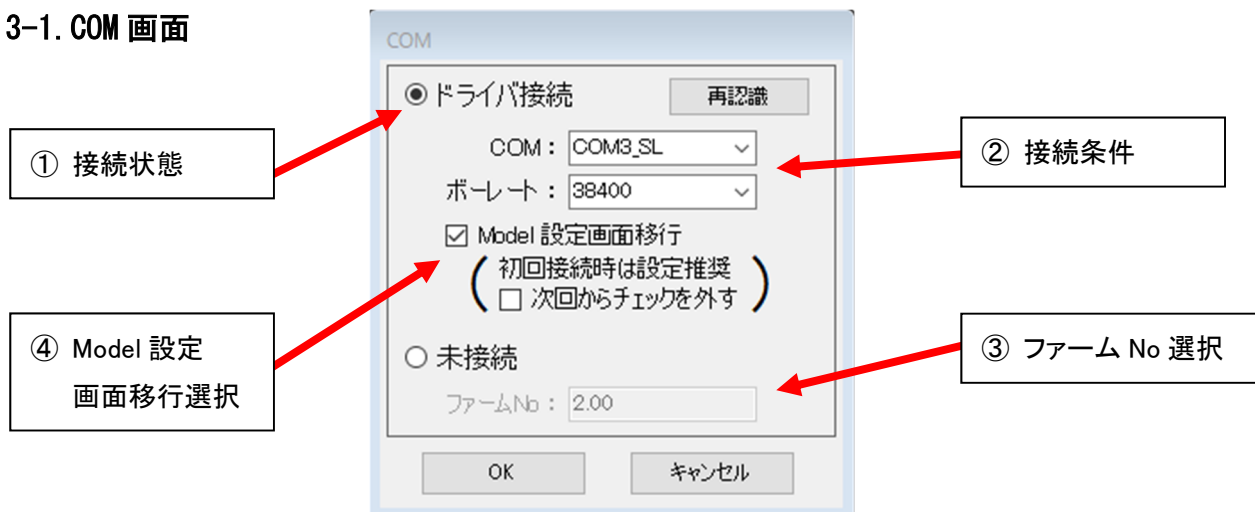 3-1. COM 画面
COM
ドライバ接続
再認識
① 接続状態
② 接続条件
COM : COM3_SL
ボーレート : 38400
Model 設定画面移行
( 初回接続時は設定推奨
次回からチェックを外す )
④ Model 設定
画面移行選択
③ ファーム No 選択
未接続
ファームNo : 2.00
OK
キャンセル